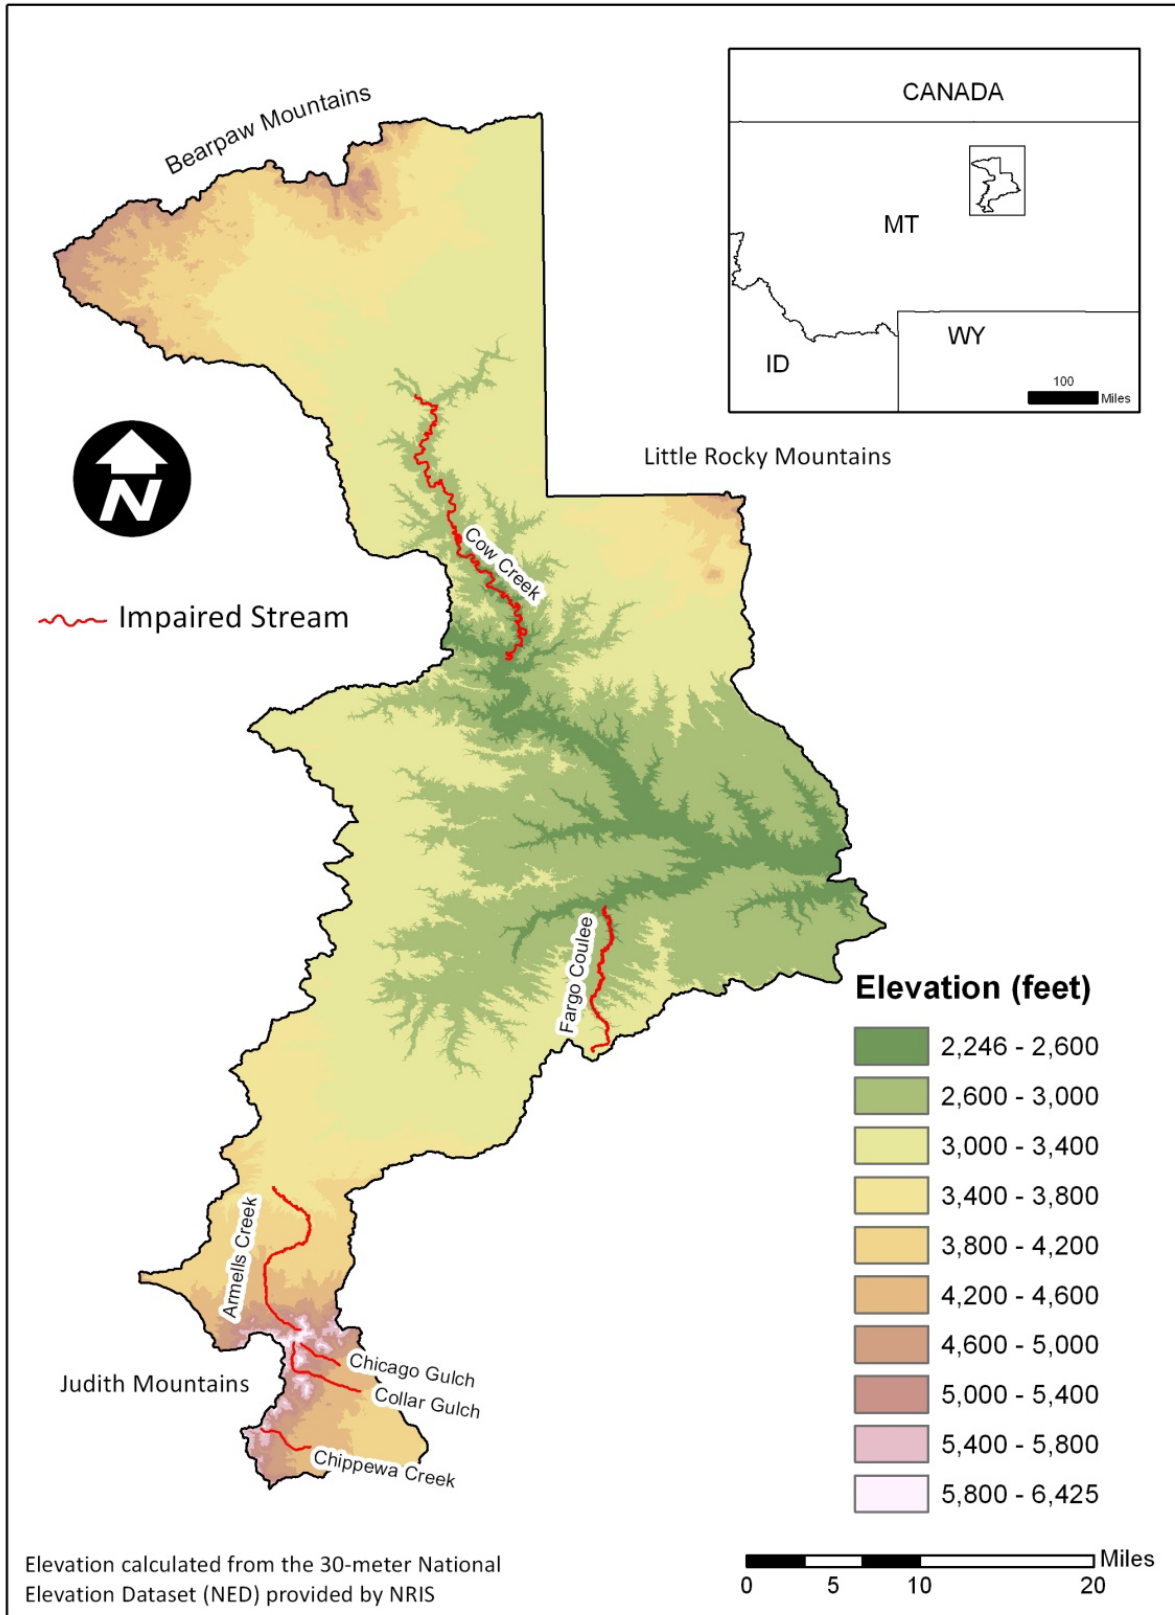 Bearpaw Mountains
CANADA
MT
WY
ID
100
Miles
Little Rocky Mountains
N
Cow Creek
Impaired Stream
Fargo Coulee
Elevation (feet)
2,246 - 2,600
2,600 - 3,000
3,000 - 3,400
3,400 - 3,800
3,800 - 4,200
4,200 - 4,600
4,600 - 5,000
5,000 - 5,400
5,400 - 5,800
5,800 - 6,425
Armells Creek
Chicago Gulch
Judith Mountains
Collar Gulch
Chippewa Creek
Elevation calculated from the 30-meter National
Elevation Dataset (NED) provided by NRIS
Miles
0 5 10 20